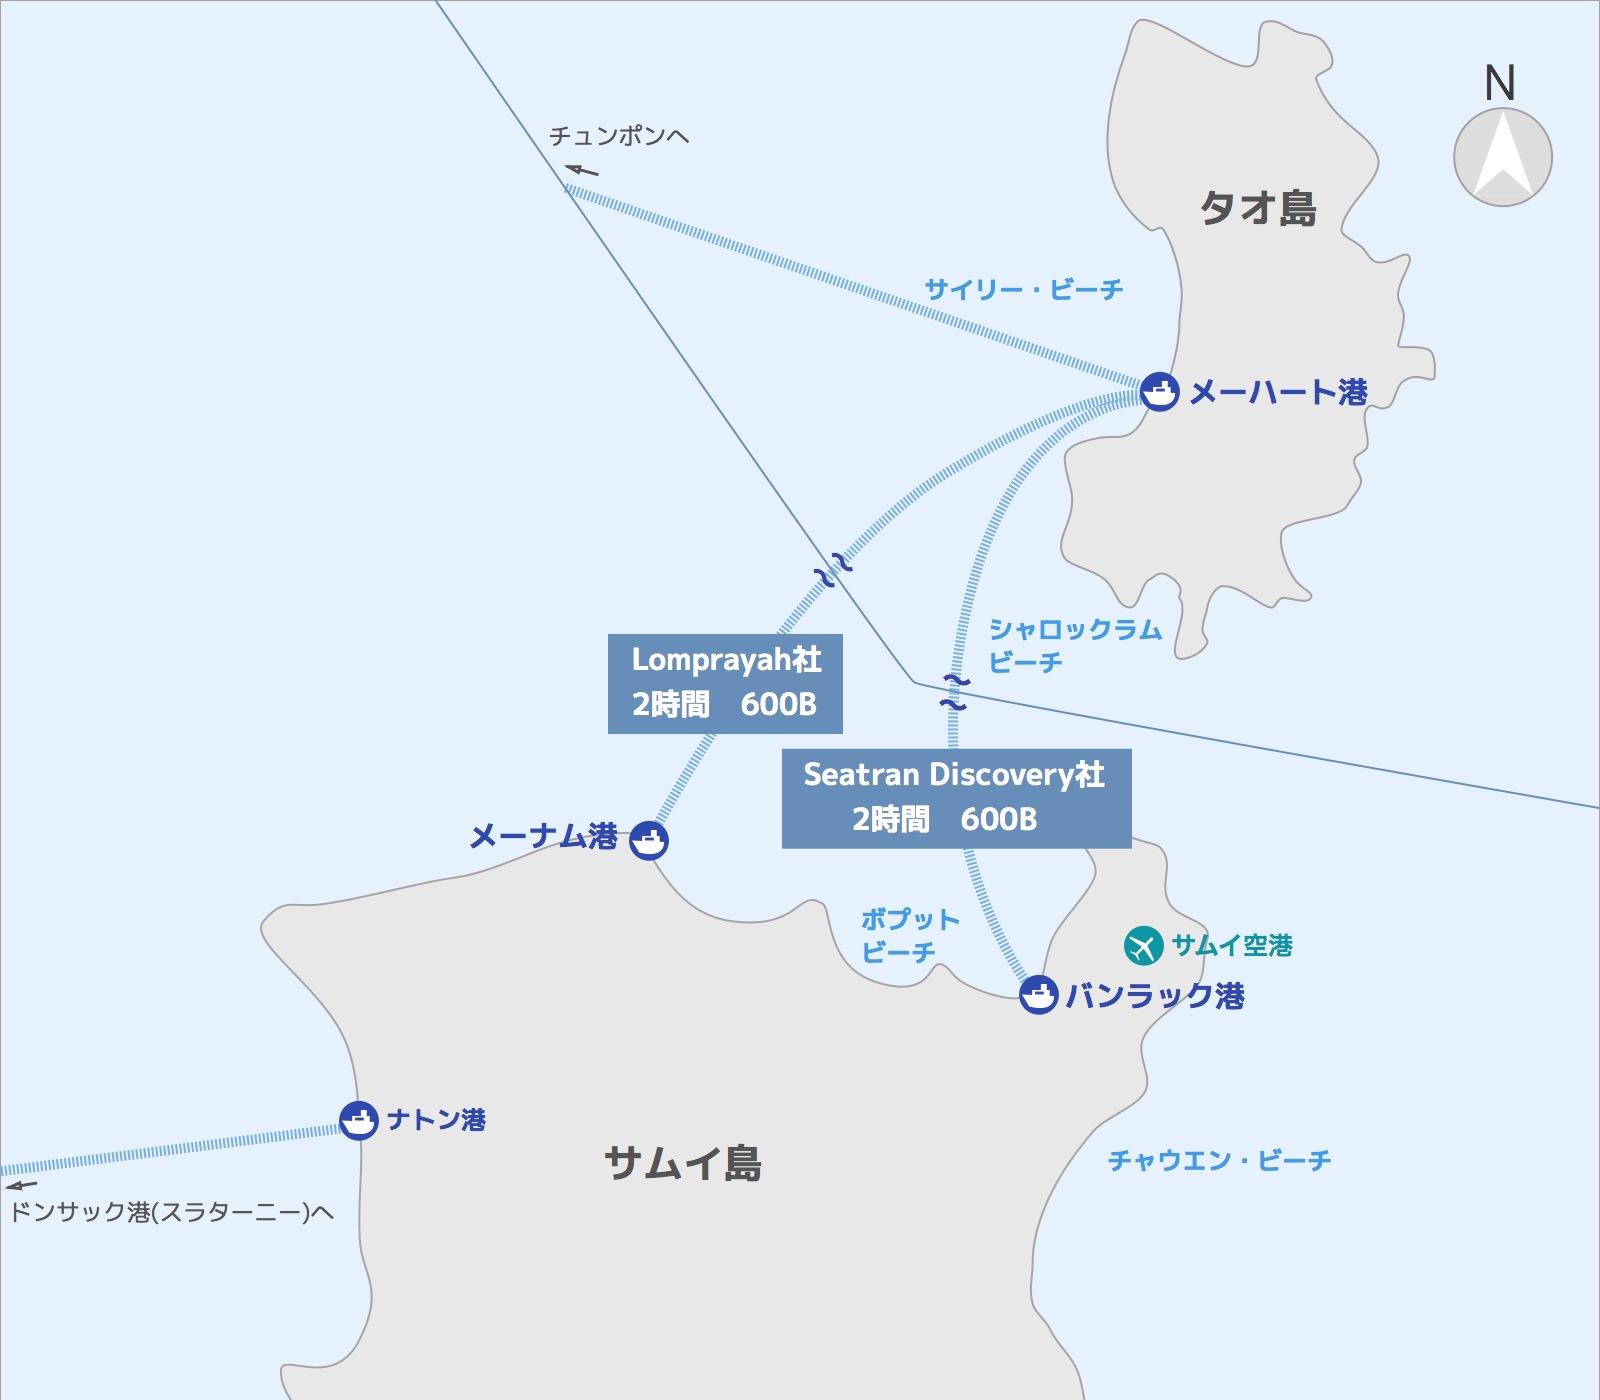 N
チュンポンへ
タオ島
サイリー・ビーチ
メーハート港
シャロックラム
ビーチ
Lomprayah社
2時間　600B
Seatran Discovery社
2時間　600B
メーナム港
ボプット
ビーチ
サムイ空港
バンラック港
ナトン港
サムイ島
チャウエン・ビーチ
ドンサック港(スラターニー)へ